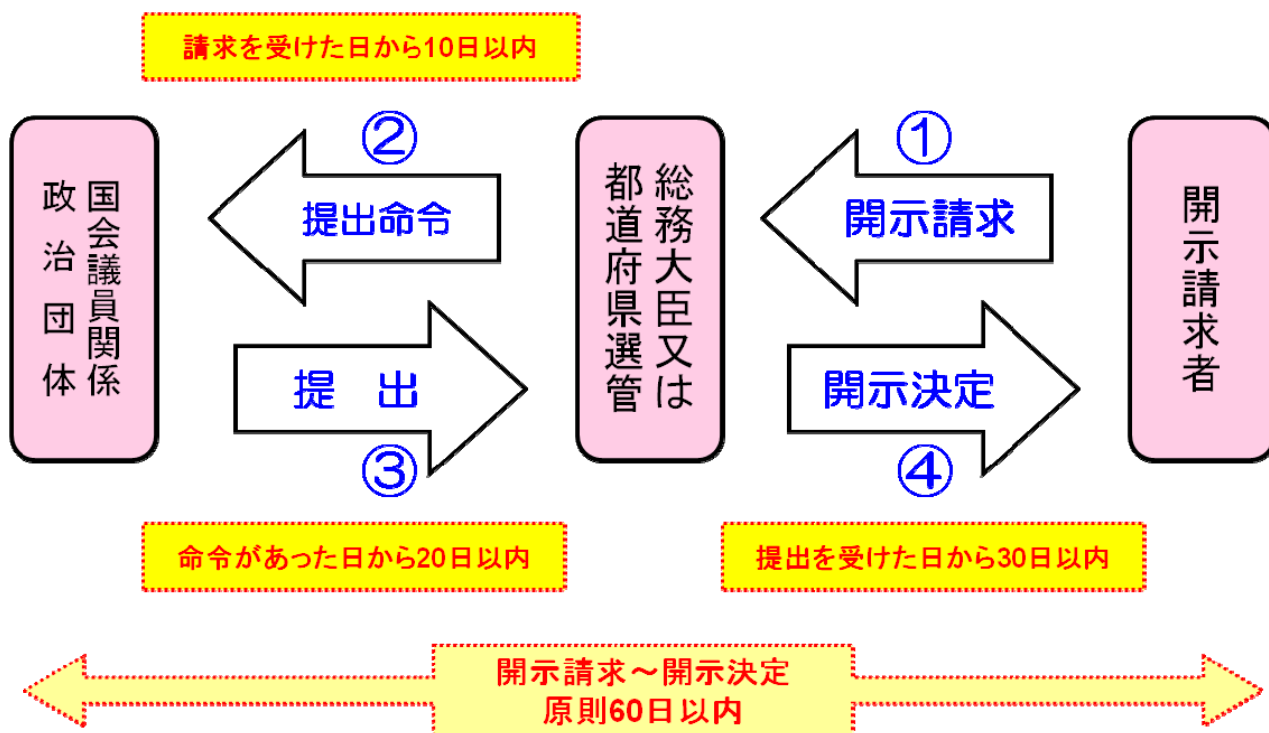 請求を受けた日から10日以内
国会議員関係
政治団体
②
提出命令
総務大臣又は
都道府県選管
①
開示請求
開示請求者
提　出
③
開示決定
④
命令があった日から20日以内
提出を受けた日から30日以内
開示請求～開示決定
原則60日以内